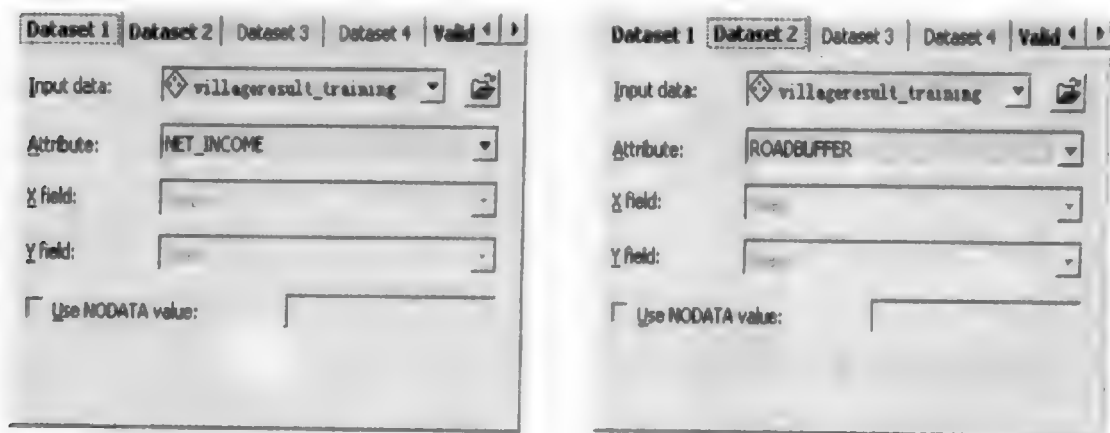 Dataset 1 Dataset 2 Dataset 3 Dataset 4 Valid
Input data: villageresult_training
Attribute: NET_INCOME
X field:
Y field:
Use NODATA value:
Dataset 1 Dataset 2 Dataset 3 Dataset 4 Valid
Input data: villageresult_training
Attribute: ROADBUFFER
X field:
Y field:
Use NODATA value: